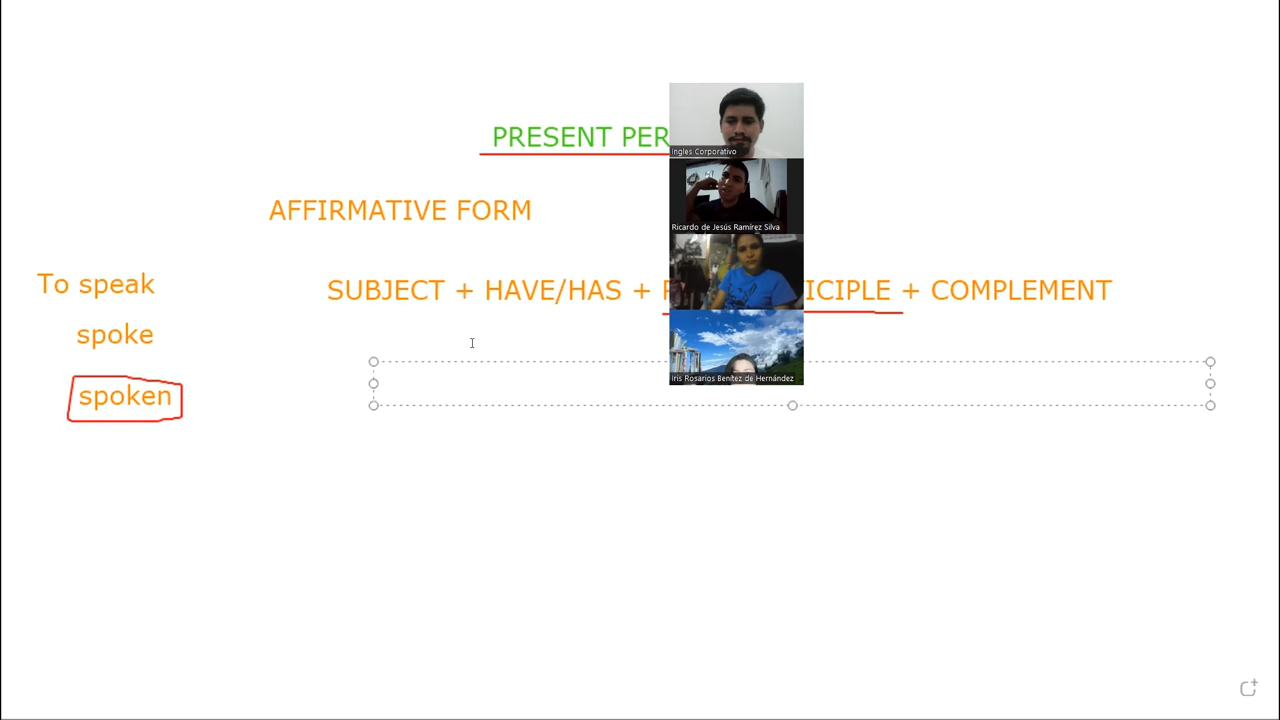 PRESENT PER
Ingles Corporativo
AFFIRMATIVE FORM
Ricardo de Jesús Ramírez Silva
To speak
SUBJECT + HAVE/HAS + P ICIPLE + COMPLEMENT
spoke
Iris Rosarios Benítez de Hernández
spoken